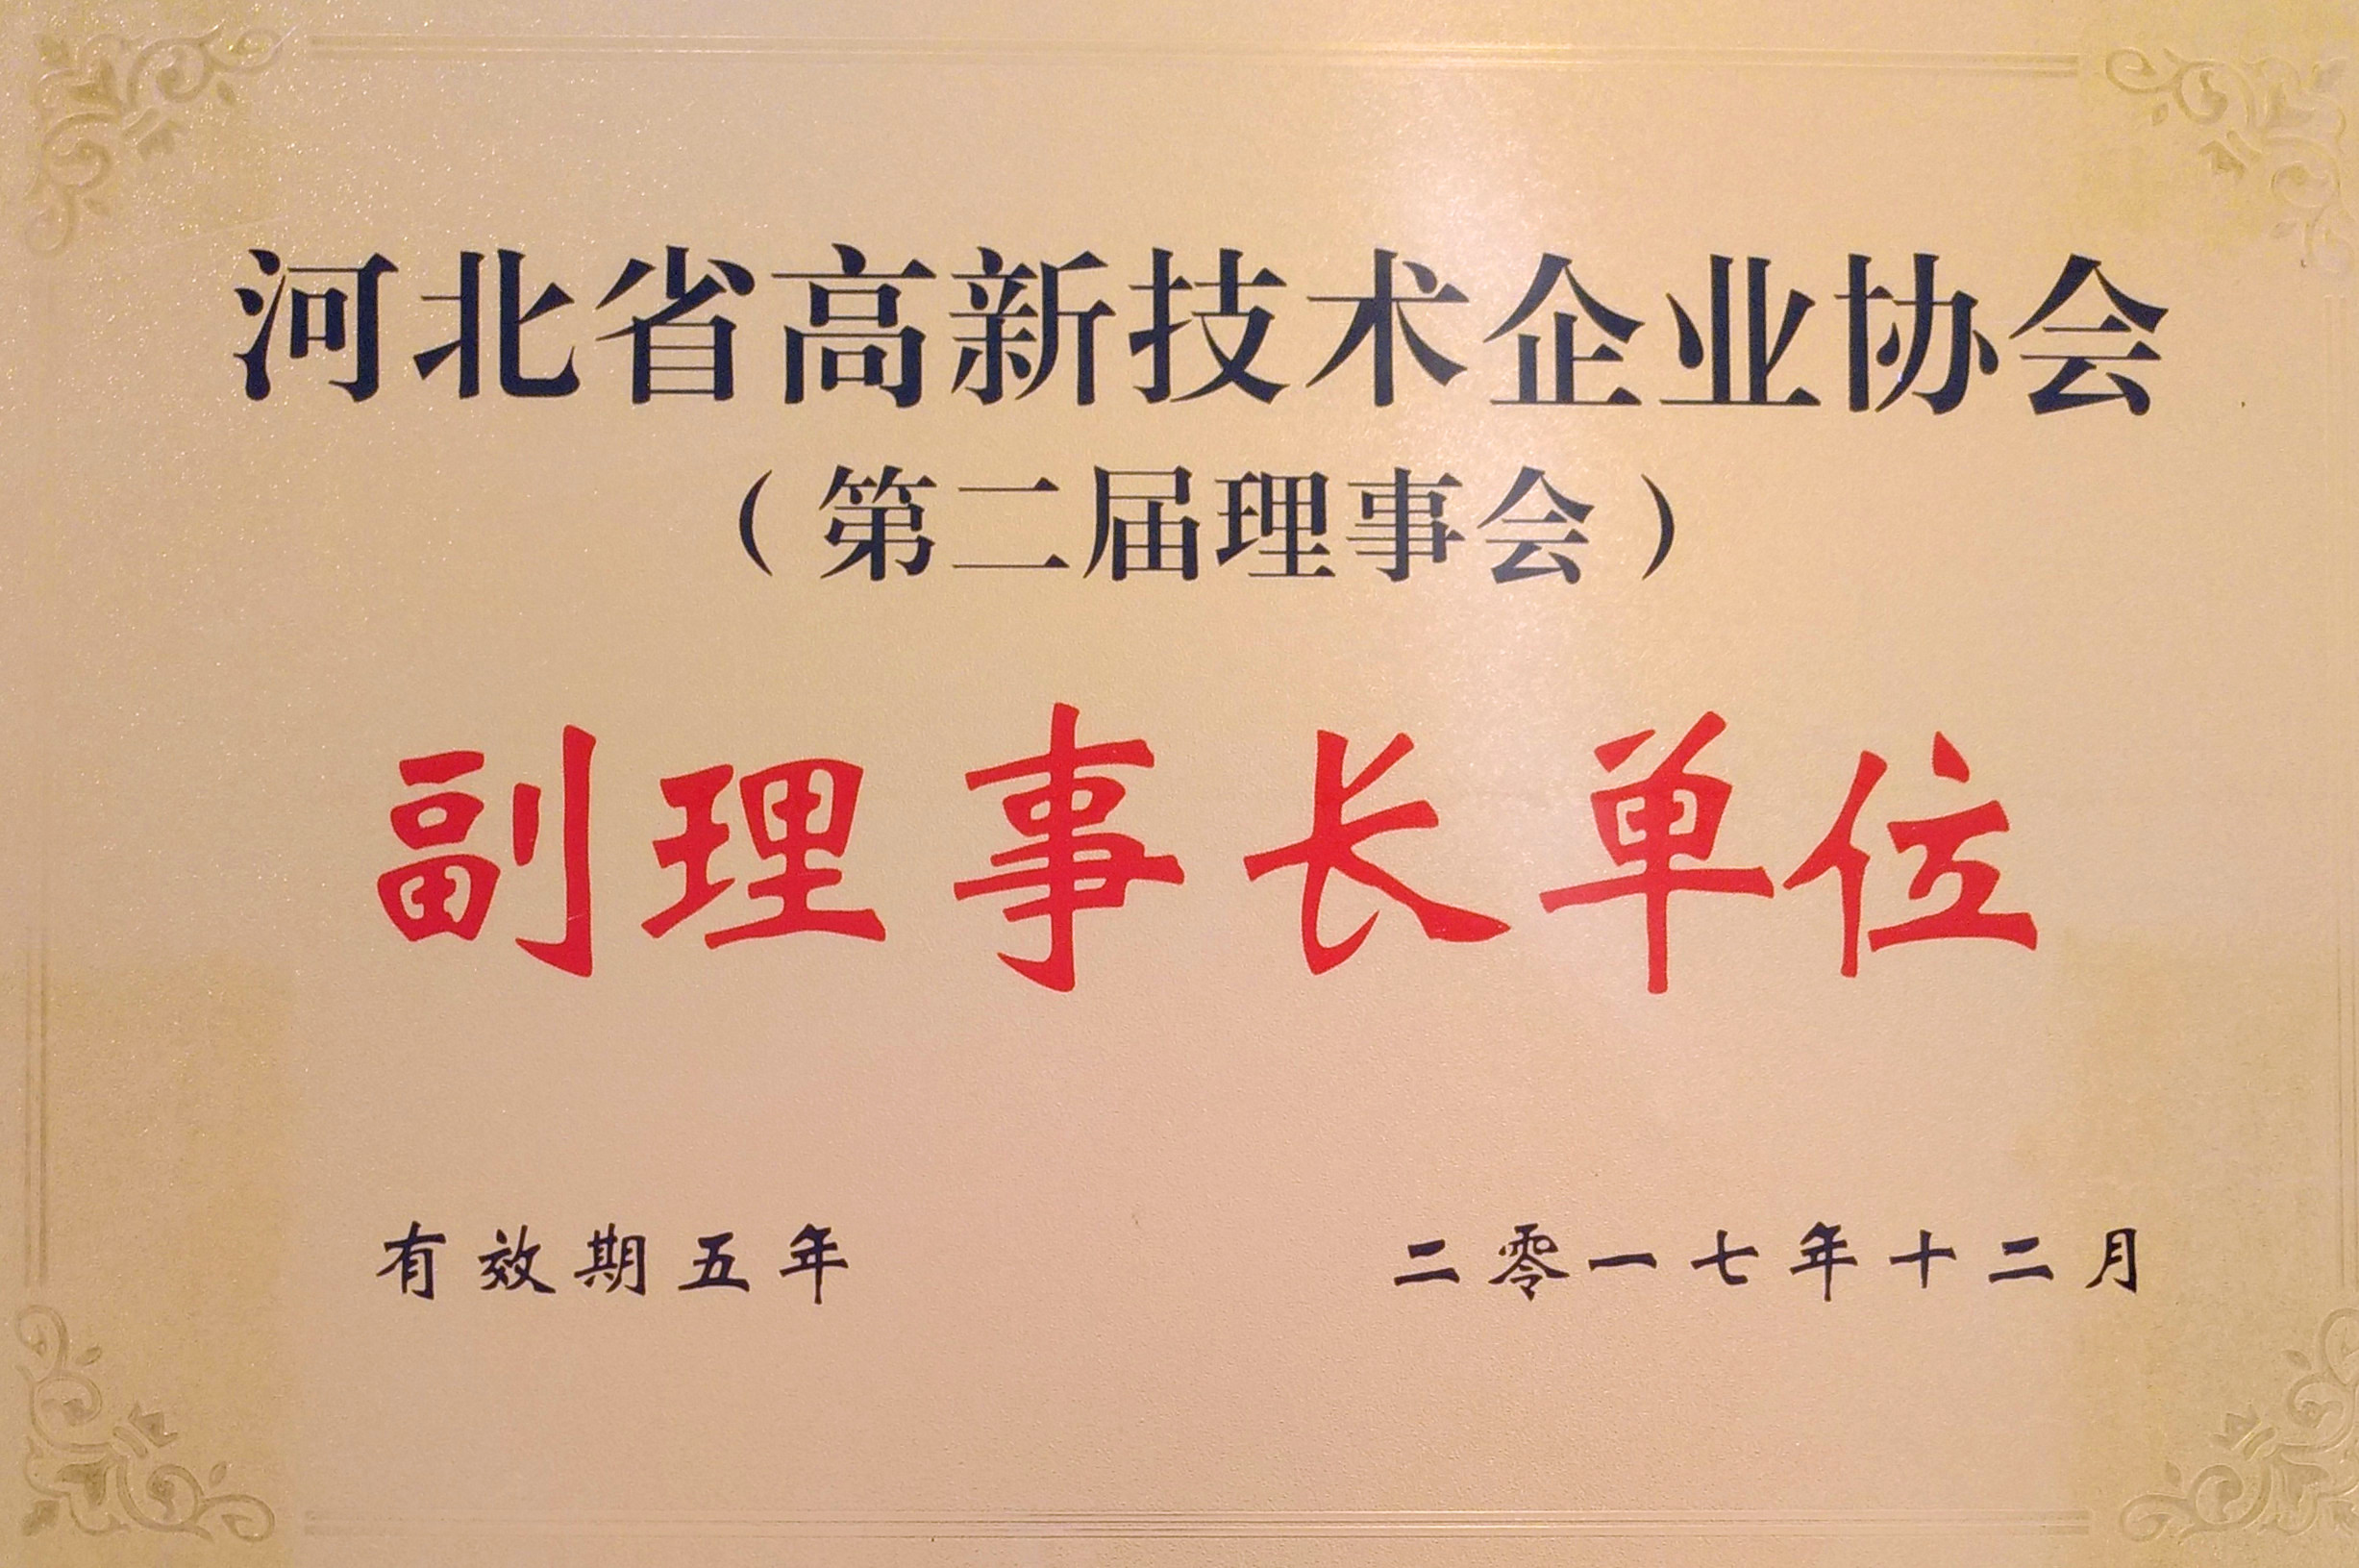 河北省高新技术企业协会
（第二届理事会）
副理事长单位
有效期五年
二零一七年十二月